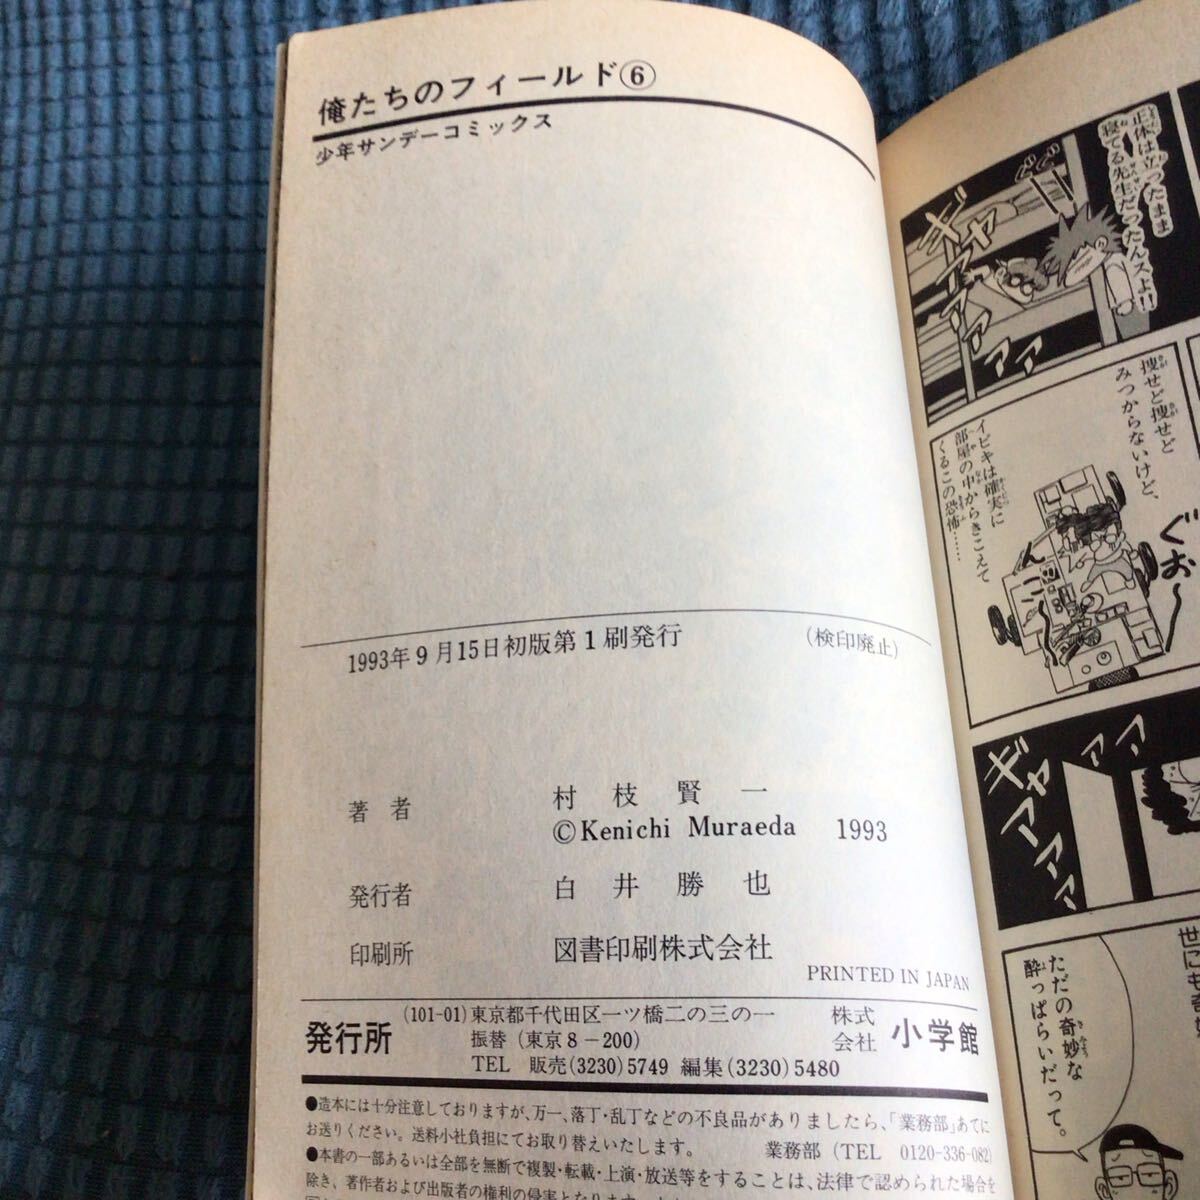 俺たちのフィールド⑥
少年サンデーコミックス
1993年9月15日初版第1刷発行 (検印廃止)
著者 村枝賢一
©Kenichi Muraeda 1993
発行者 白井勝也
印刷所 図書印刷株式会社
PRINTED IN JAPAN
発行所
(101-01)東京都千代田区一ツ橋二の三の一
振替(東京8-200)
TEL 販売(3230)5749 編集(3230)5480
株式会社 小学館
●造本には十分注意しておりますが、万一、落丁・乱丁などの不良品がありましたら、「業務部」あてに
お送りください。送料小社負担にてお取り替えいたします。 業務部(TEL 0120-336-082)
●本書の一部あるいは全部を無断で複製・転載・上演・放送等をすることは、法律で認められた場合を
除き、著作者および出版者の権利の侵害となります。
正体は立ったまま
寝てる先生だったんスよ!!
ギャアアアアアア
捜せど捜せど
みつからないけど、
イビキは確実に
部屋の中からきこえて
くるこの恐怖……
ぐお〜
ギャアアアア
アア
世にも
ただの奇妙な
酔っぱらいだって。